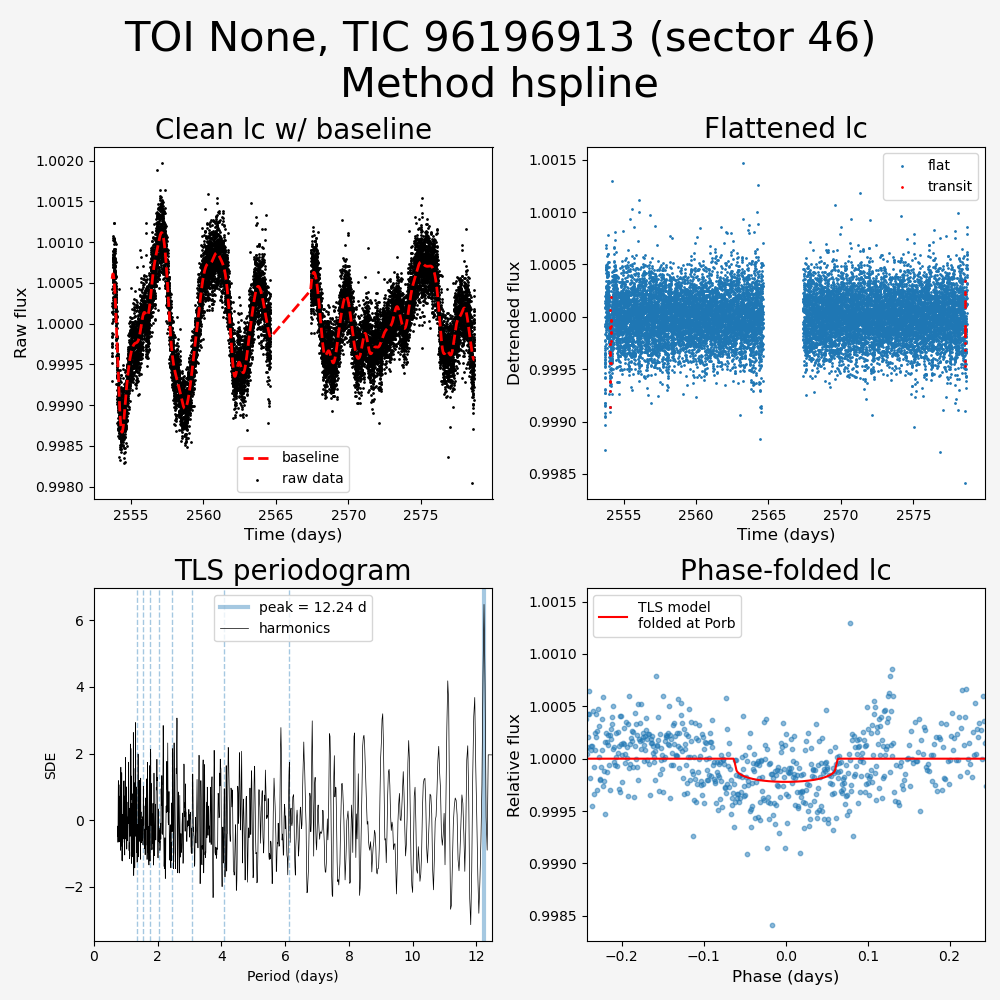 TOI None, TIC 96196913 (sector 46)
Method hspline
Clean lc w/ baseline
Raw flux
1.0020
1.0015
1.0010
1.0005
1.0000
0.9995
0.9990
0.9985
0.9980
baseline
raw data
2555
2560
2565
2570
2575
Time (days)
Flattened lc
Detrended flux
1.0015
1.0010
1.0005
1.0000
0.9995
0.9990
0.9985
flat
transit
2555
2560
2565
2570
2575
Time (days)
TLS periodogram
SDE
6
4
2
0
−2
peak = 12.24 d
harmonics
0
2
4
6
8
10
12
Period (days)
Phase-folded lc
Relative flux
1.0015
1.0010
1.0005
1.0000
0.9995
0.9990
0.9985
TLS model
folded at Porb
−0.2
−0.1
0.0
0.1
0.2
Phase (days)